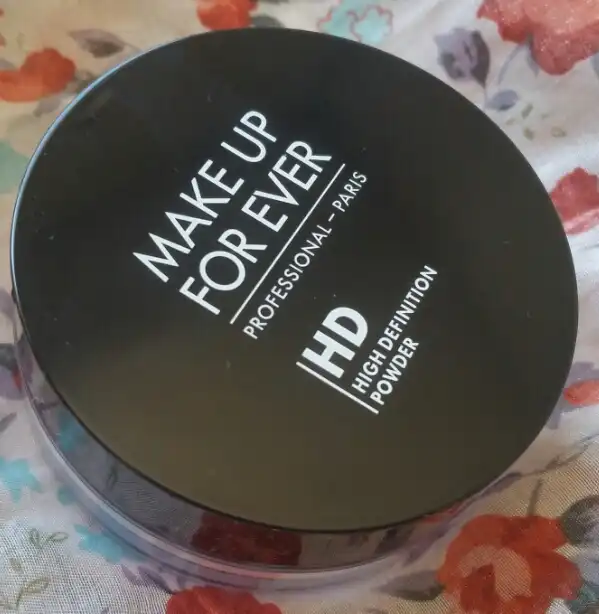 MAKE UP
FOR EVER
PROFESSIONAL – PARIS
HD
HIGH DEFINITION
POWDER